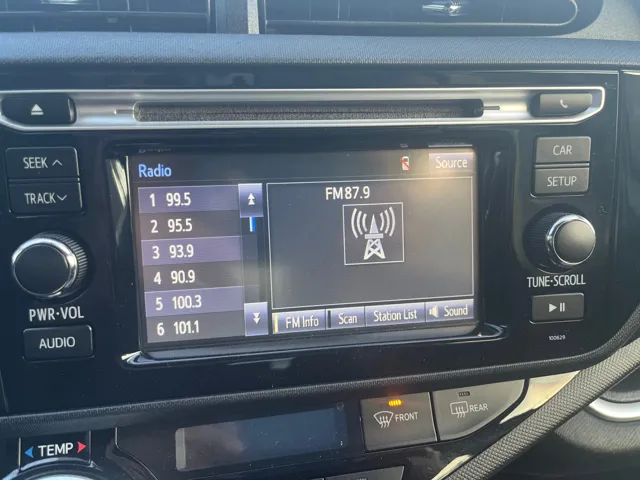 SEEK
TRACK
PWR•VOL
AUDIO
TEMP
Radio
Source
1 99.5
2 95.5
3 93.9
4 90.9
5 100.3
6 101.1
FM87.9
FM Info
Scan
Station List
Sound
CAR
SETUP
TUNE•SCROLL
100629
FRONT
REAR